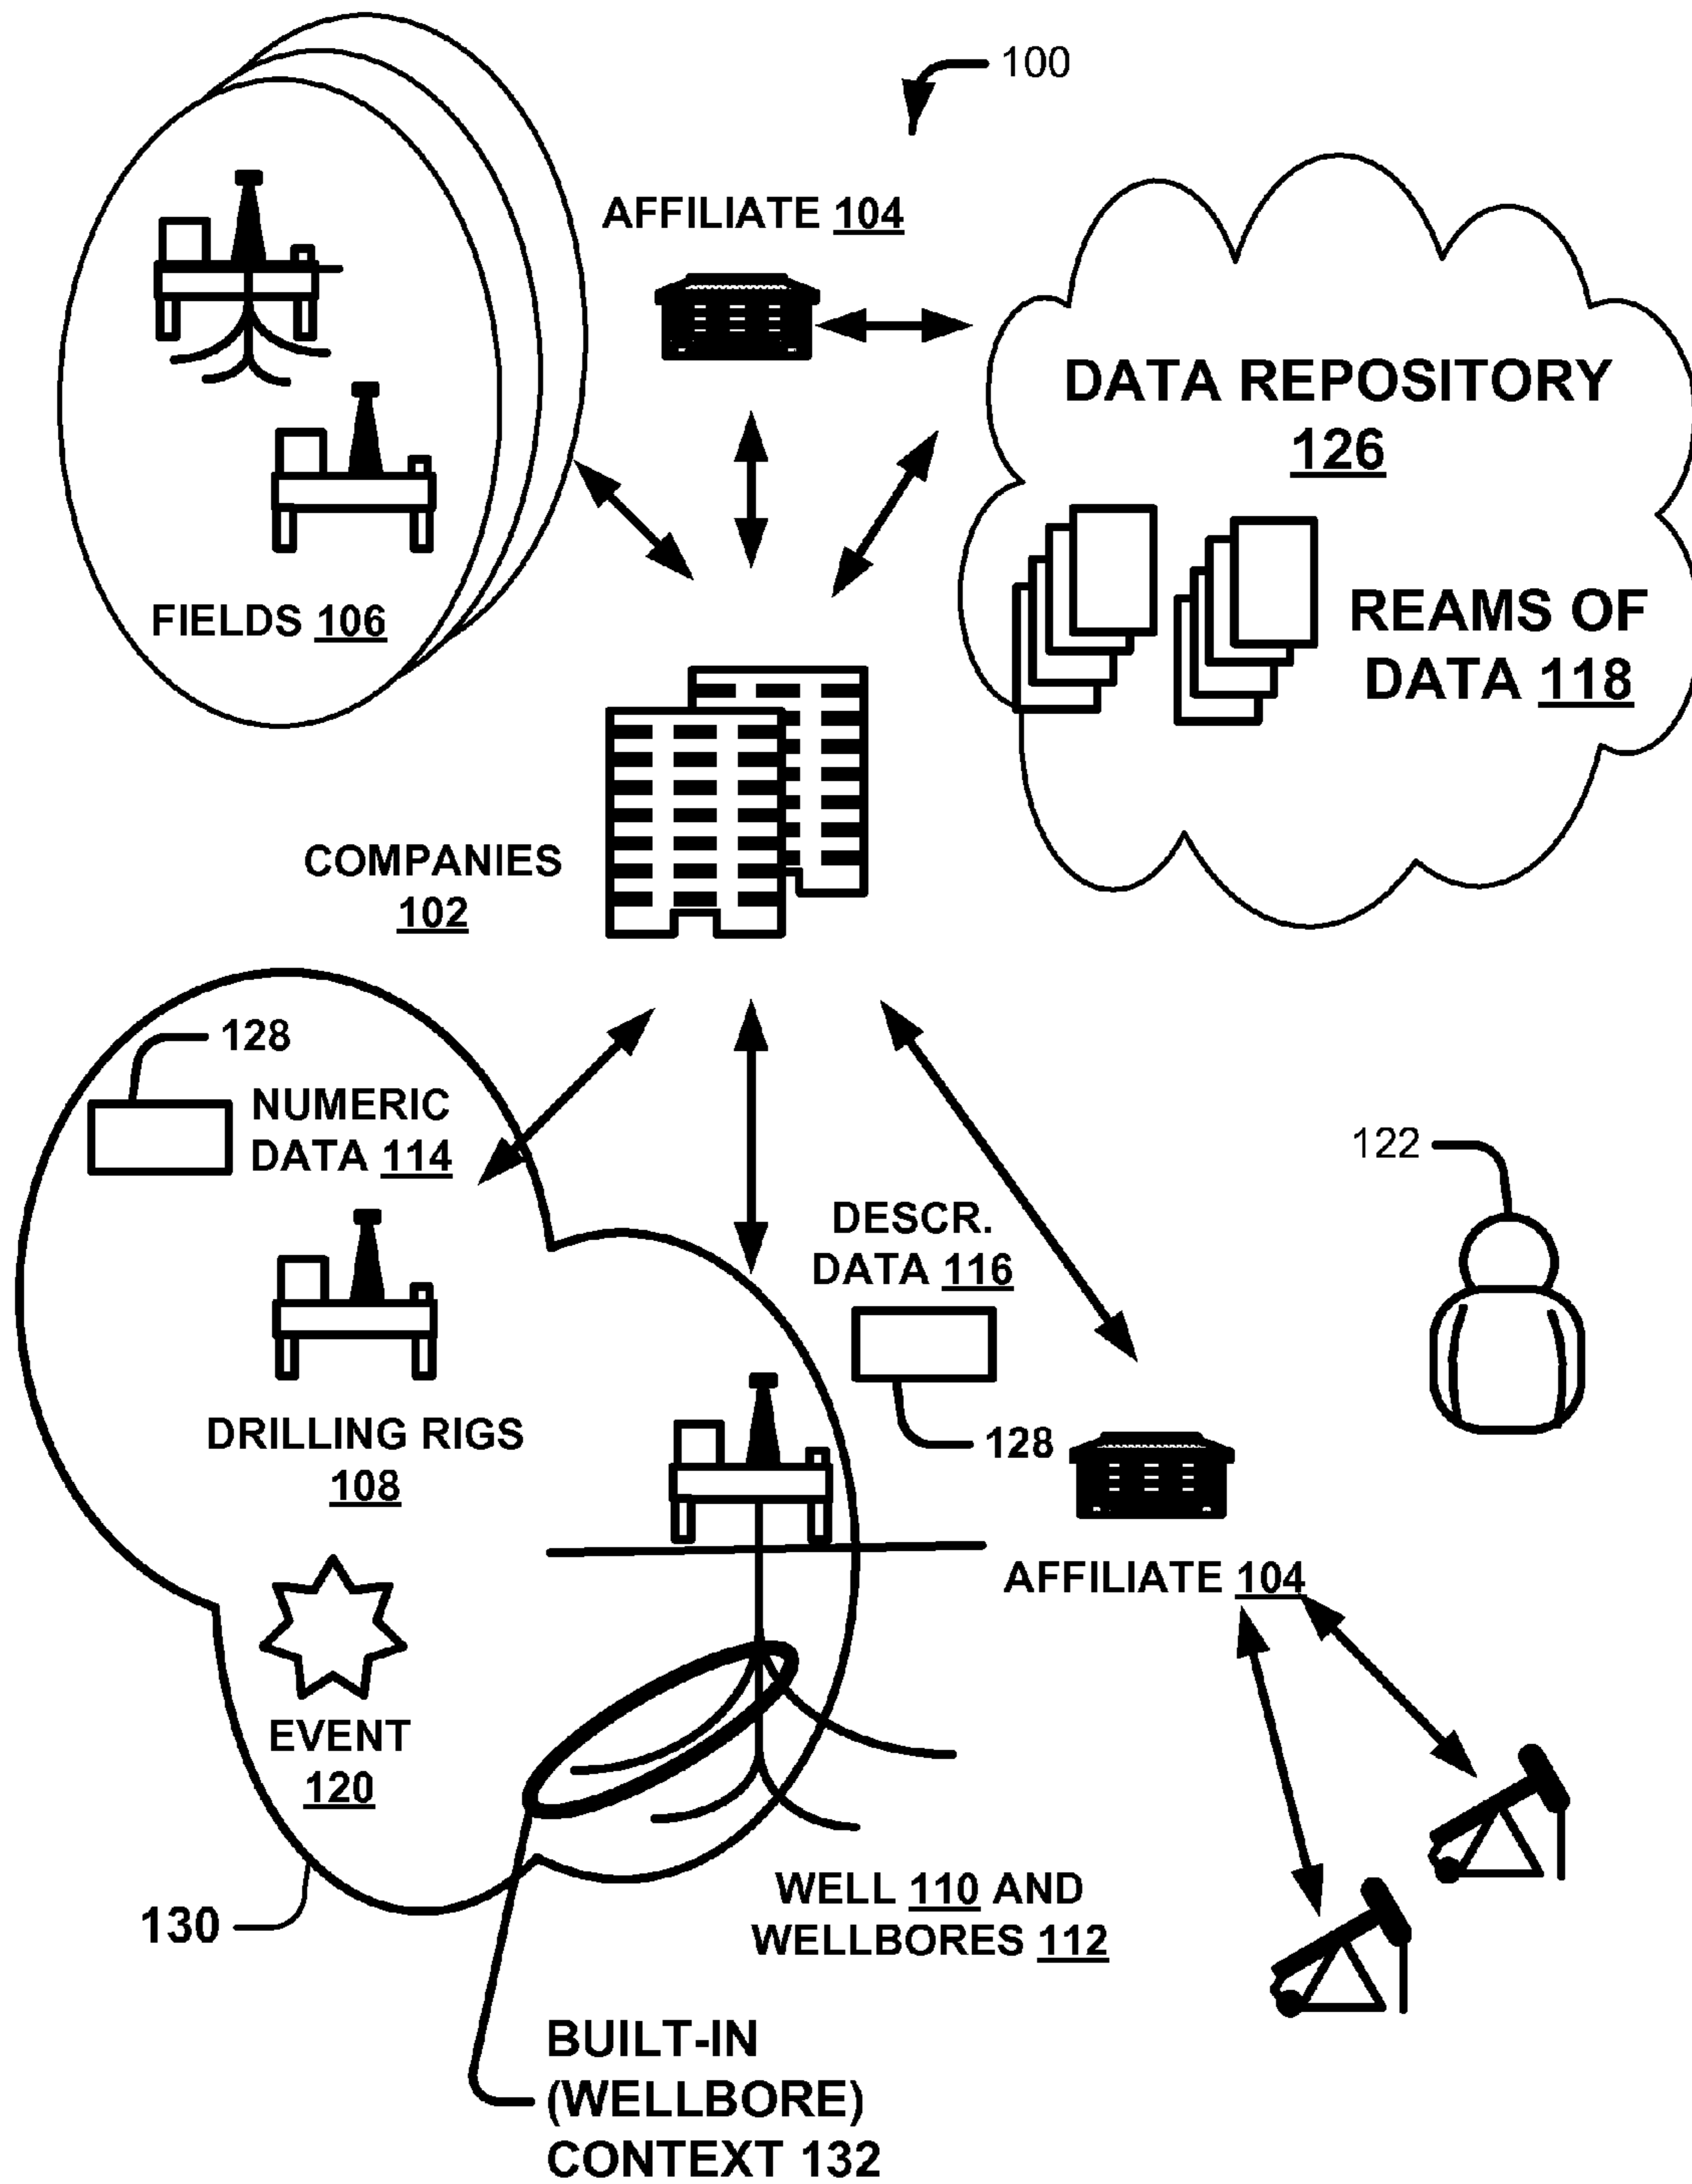 100
AFFILIATE 104
DATA REPOSITORY
126
REAMS OF
DATA 118
FIELDS 106
COMPANIES
102
128
NUMERIC
DATA 114
122
DESCR.
DATA 116
128
DRILLING RIGS
108
AFFILIATE 104
EVENT
120
WELL 110 AND
WELLBORES 112
130
BUILT-IN
(WELLBORE)
CONTEXT 132